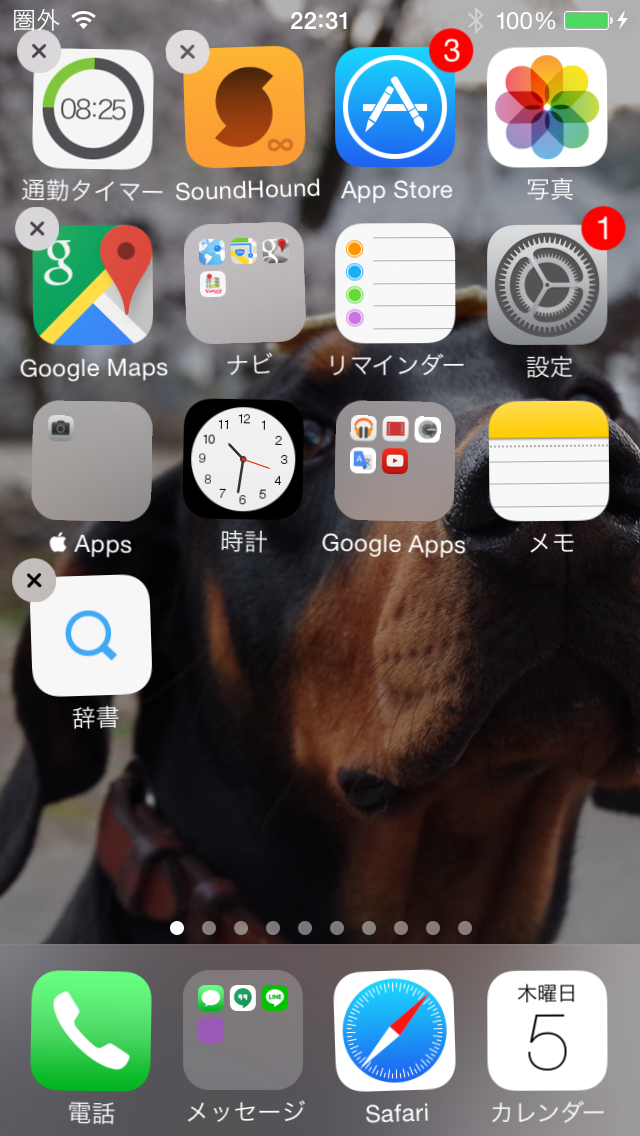 圏外 22:31 100%
3
08:25
通勤タイマー SoundHound App Store 写真
1
g
Google Maps ナビ リマインダー 設定
12 1 2 3 4 5 6 7 8 9 10 11
Apps 時計 Google Apps メモ
辞書
LINE
木曜日
5
電話 メッセージ Safari カレンダー